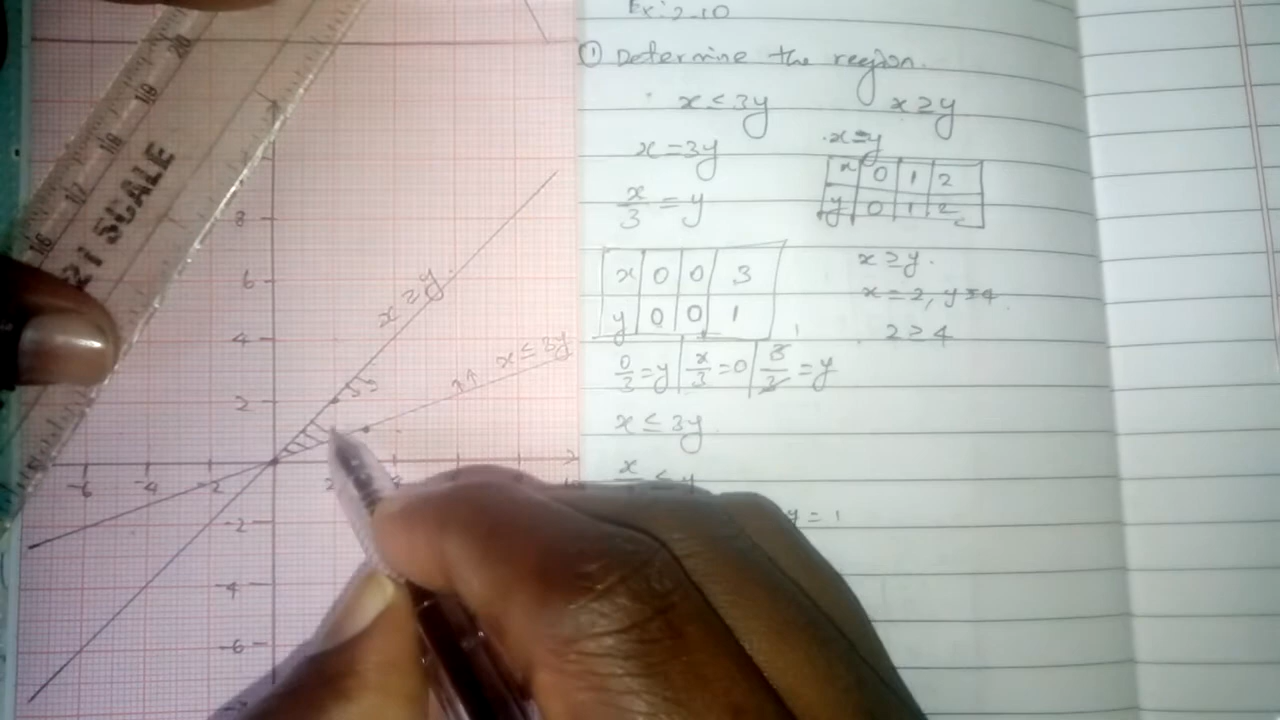 Ex: 2.10
① Determine the region.
x ≤ 3y
x ≥ y
x = 3y
x/3 = y
x 0 0 3
y 0 0 1
0/3 = y | x/3 = 0 | 3/3 = y
1
x ≤ 3y.
x = y
x 0 1 2
y 0 1 2
x ≥ y.
x = 2, y = 4
2 ≥ 4
y = 1
21 SCALE
16 17 18 19 20
8
6
4
2
-6 -4 -2 2
-2
-4
-6
x ≥ y
x ≤ 3y